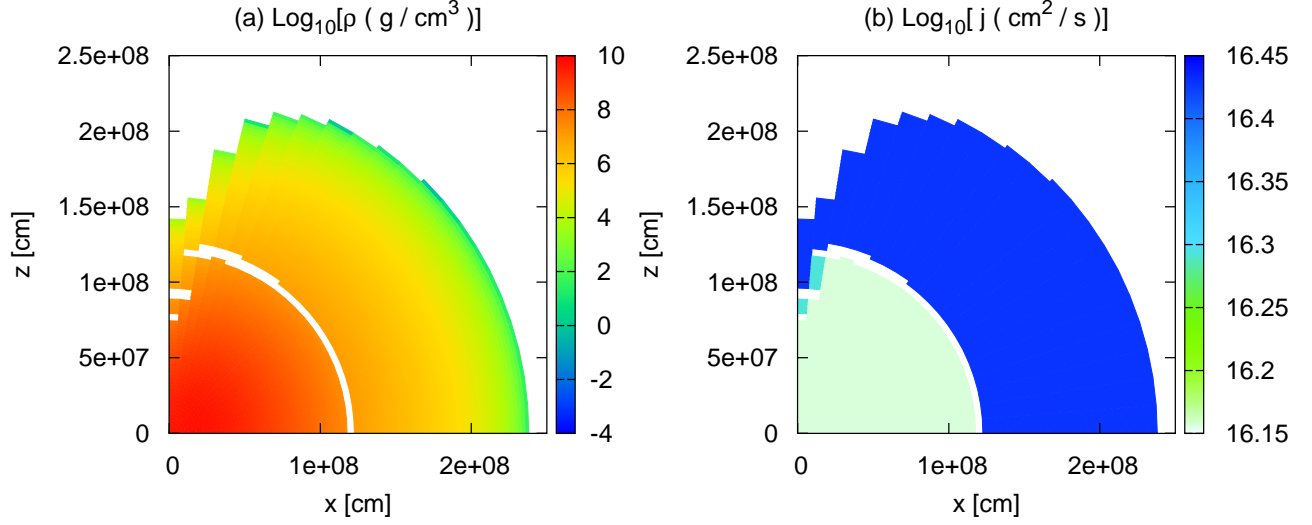 (a) Log10[ρ ( g / cm3 )]
2.5e+08
2e+08
1.5e+08
1e+08
5e+07
0
z [cm]
0
1e+08
2e+08
x [cm]
10
8
6
4
2
0
-2
-4
(b) Log10[ j ( cm2 / s )]
2.5e+08
2e+08
1.5e+08
1e+08
5e+07
0
z [cm]
0
1e+08
2e+08
x [cm]
16.45
16.4
16.35
16.3
16.25
16.2
16.15